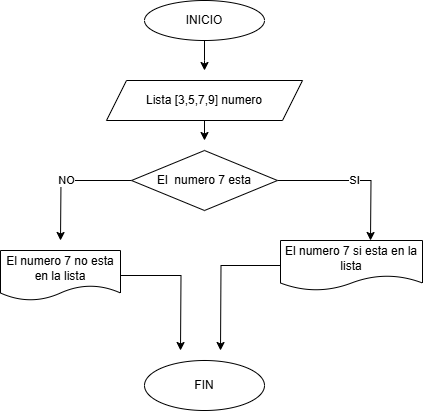 INICIO
Lista [3,5,7,9] numero
El numero 7 esta
NO
SI
El numero 7 no esta
en la lista
El numero 7 si esta en la
lista
FIN